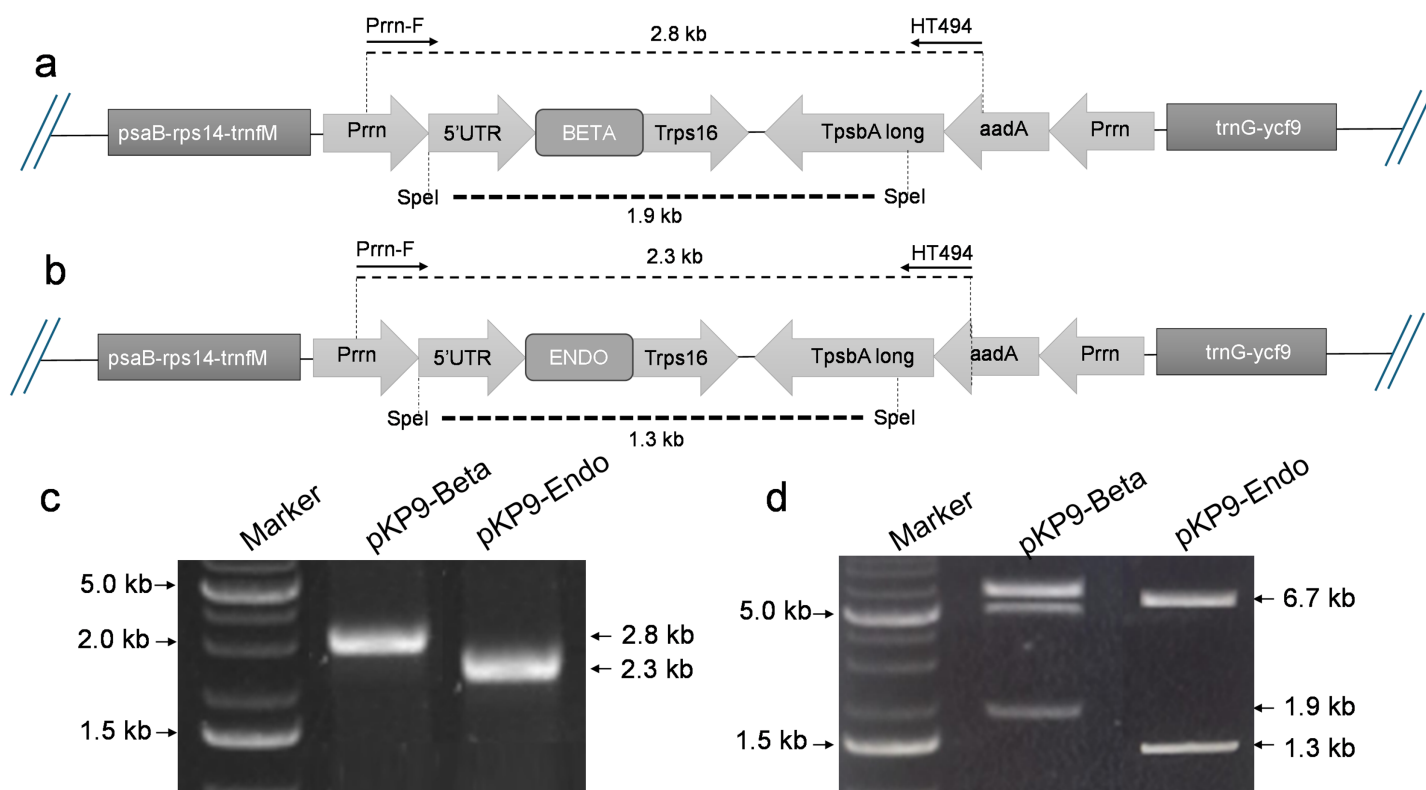 Prrn-F 2.8 kb HT494
a
psaB-rps14-trnfM Prrn 5'UTR BETA Trps16 TpsbA long aadA Prrn trnG-ycf9
SpeI SpeI
1.9 kb
b
Prrn-F 2.3 kb HT494
psaB-rps14-trnfM Prrn 5'UTR ENDO Trps16 TpsbA long aadA Prrn trnG-ycf9
SpeI SpeI
1.3 kb
c
Marker pKP9-Beta pKP9-Endo
5.0 kb
2.0 kb 2.8 kb
2.3 kb
1.5 kb
d
Marker pKP9-Beta pKP9-Endo
5.0 kb 6.7 kb
1.9 kb
1.5 kb 1.3 kb